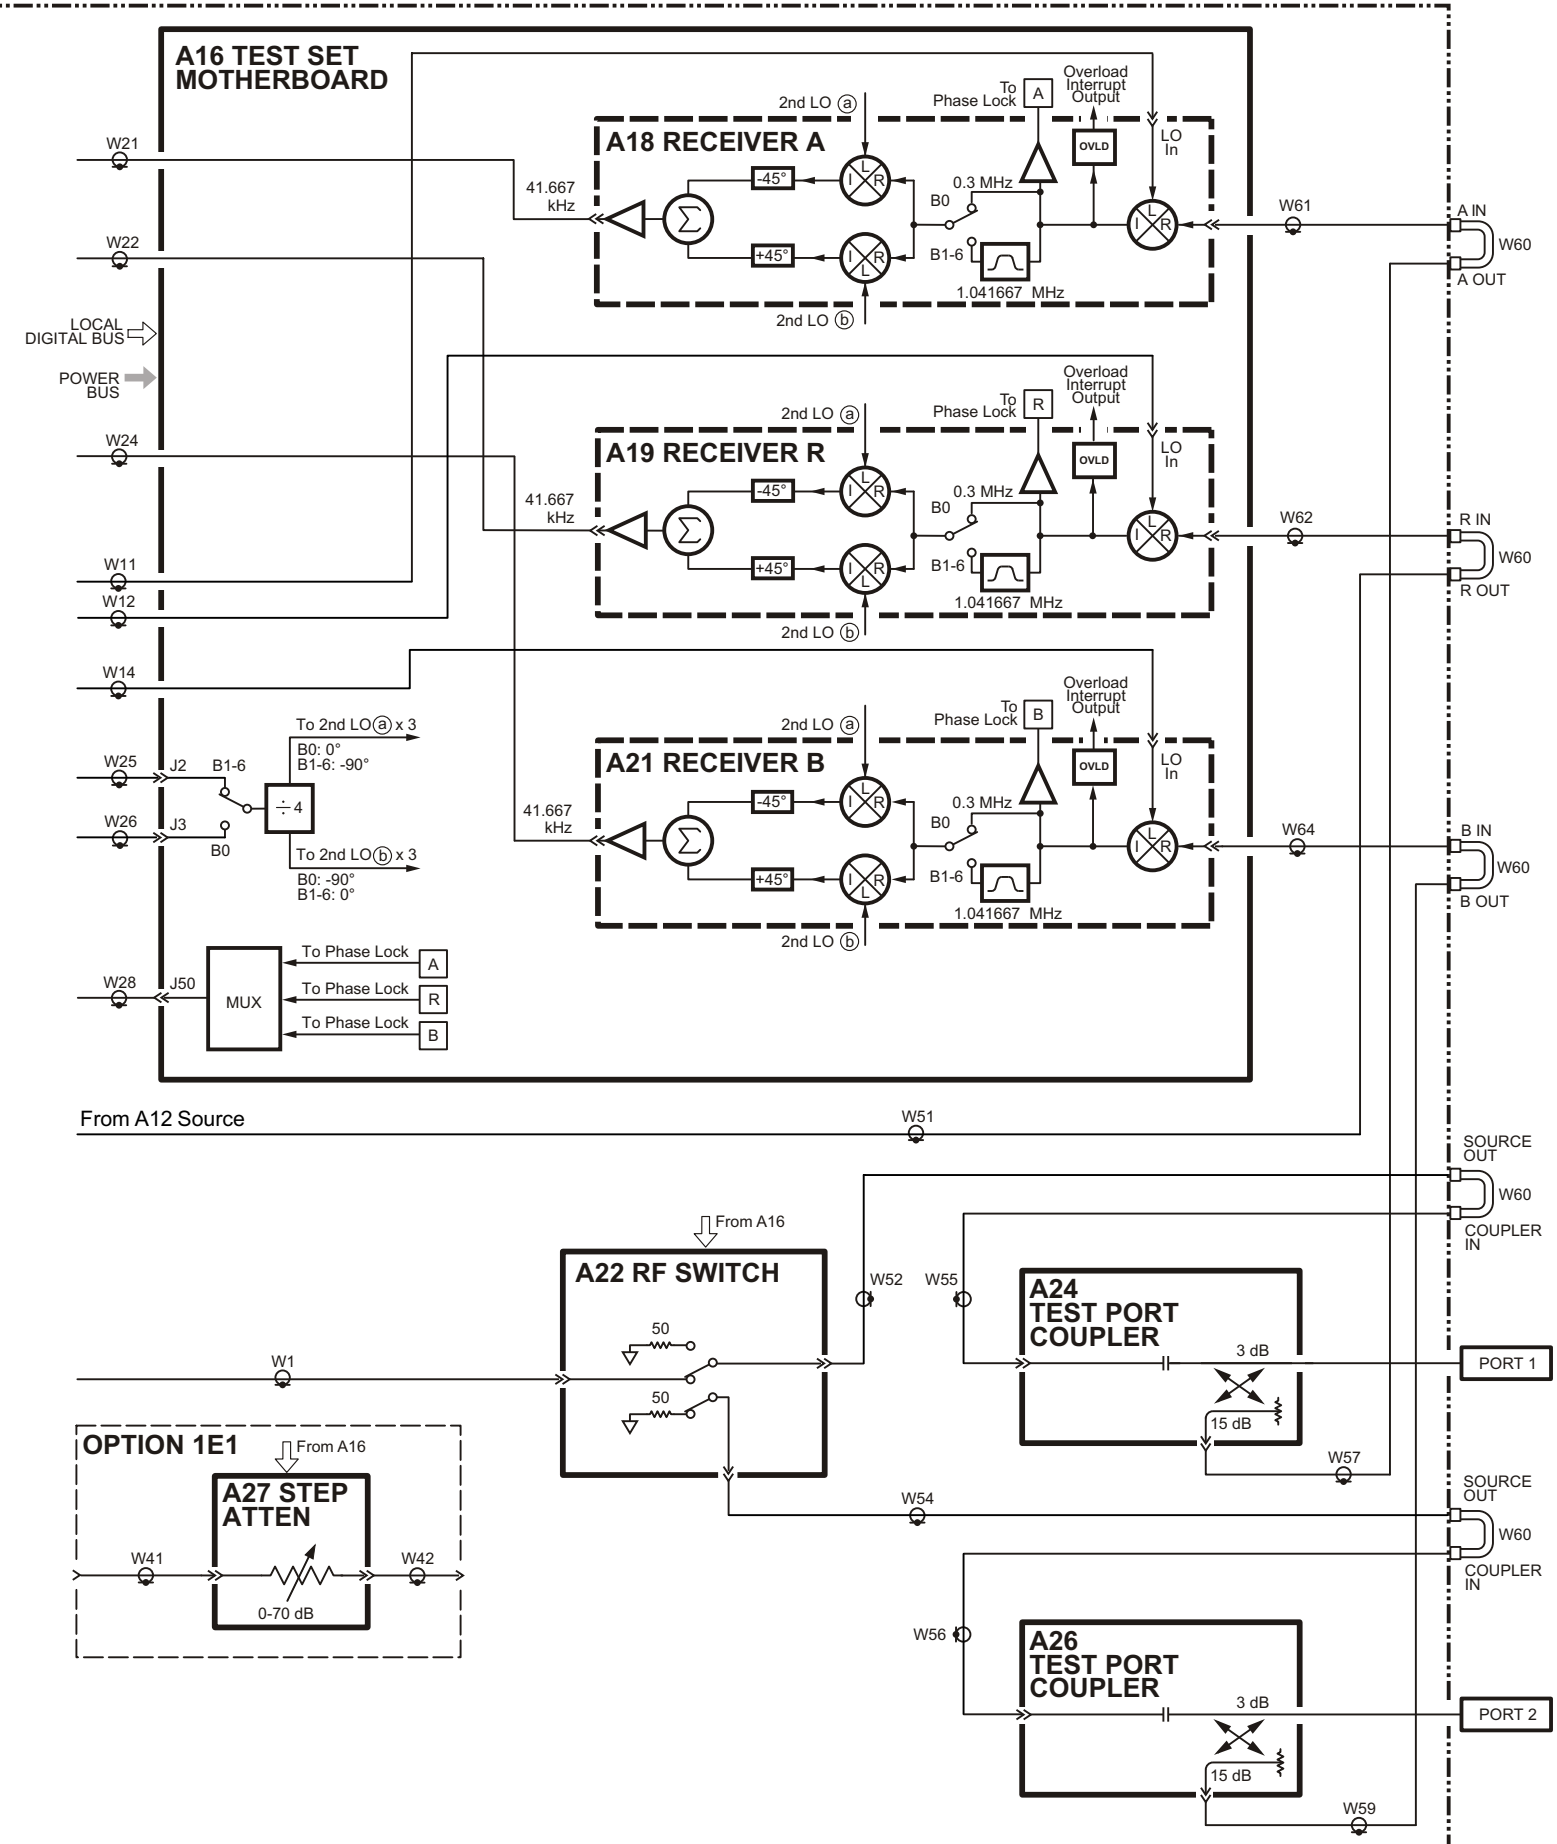 A16 TEST SET
MOTHERBOARD
W21
W22
LOCAL
DIGITAL BUS
POWER
BUS
W24
W11
W12
W14
W25
J2
B1-6
W26
J3
B0
÷4
To 2nd LO ⓐ x 3
B0: 0°
B1-6: -90°
To 2nd LO ⓑ x 3
B0: -90°
B1-6: 0°
W28
J50
MUX
To Phase Lock
A
To Phase Lock
R
To Phase Lock
B
A18 RECEIVER A
2nd LO ⓐ
To
Phase Lock
A
Overload
Interrupt
Output
OVLD
LO
In
41.667
kHz
Σ
-45°
+45°
L
I
R
I
R
L
B0
0.3 MHz
B1-6
1.041667 MHz
L
I
R
2nd LO ⓑ
W61
A IN
W60
A OUT
A19 RECEIVER R
2nd LO ⓐ
To
Phase Lock
R
Overload
Interrupt
Output
OVLD
LO
In
41.667
kHz
Σ
-45°
+45°
L
I
R
I
R
L
B0
0.3 MHz
B1-6
1.041667 MHz
L
I
R
2nd LO ⓑ
W62
R IN
W60
R OUT
A21 RECEIVER B
2nd LO ⓐ
To
Phase Lock
B
Overload
Interrupt
Output
OVLD
LO
In
41.667
kHz
Σ
-45°
+45°
L
I
R
I
R
L
B0
0.3 MHz
B1-6
1.041667 MHz
L
I
R
2nd LO ⓑ
W64
B IN
W60
B OUT
From A12 Source
W51
SOURCE
OUT
W60
COUPLER
IN
From A16
A22 RF SWITCH
50
50
W1
W52
W55
A24
TEST PORT
COUPLER
3 dB
15 dB
PORT 1
W57
OPTION 1E1
From A16
A27 STEP
ATTEN
W41
0-70 dB
W42
W54
SOURCE
OUT
W60
COUPLER
IN
W56
A26
TEST PORT
COUPLER
3 dB
15 dB
PORT 2
W59